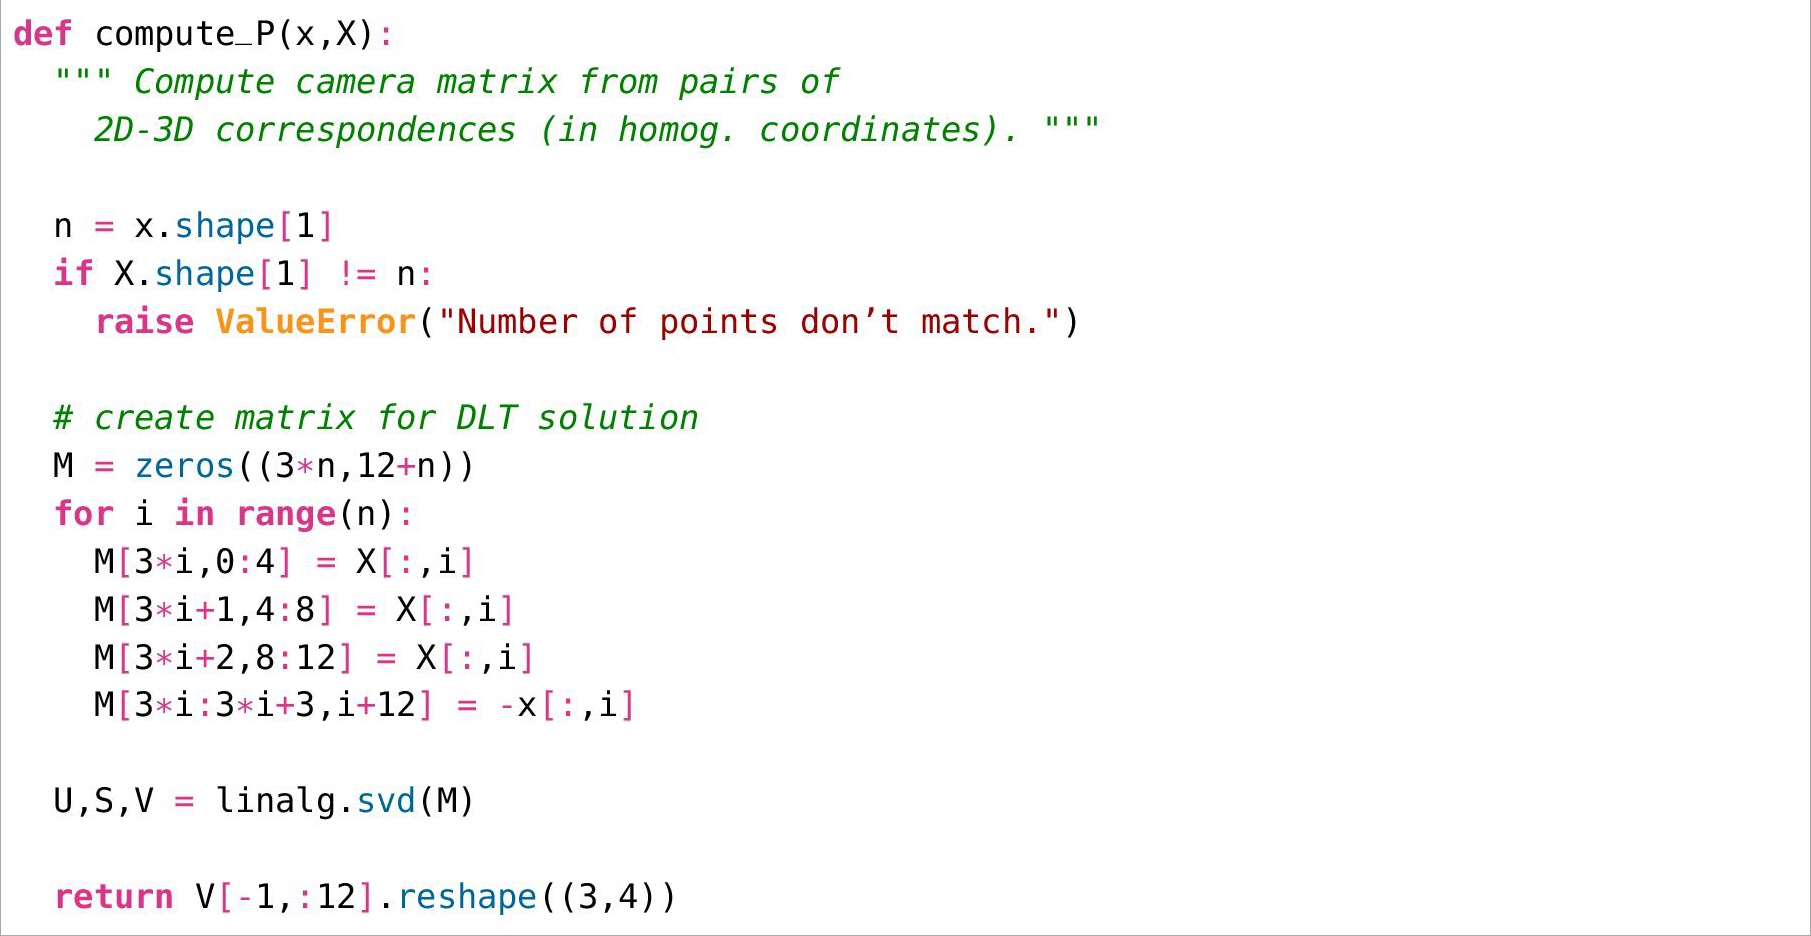 def compute_P(x,X):
  """ Compute camera matrix from pairs of
    2D-3D correspondences (in homog. coordinates). """

  n = x.shape[1]
  if X.shape[1] != n:
    raise ValueError("Number of points don’t match.")

  # create matrix for DLT solution
  M = zeros((3*n,12+n))
  for i in range(n):
    M[3*i,0:4] = X[:,i]
    M[3*i+1,4:8] = X[:,i]
    M[3*i+2,8:12] = X[:,i]
    M[3*i:3*i+3,i+12] = -x[:,i]

  U,S,V = linalg.svd(M)

  return V[-1,:12].reshape((3,4))